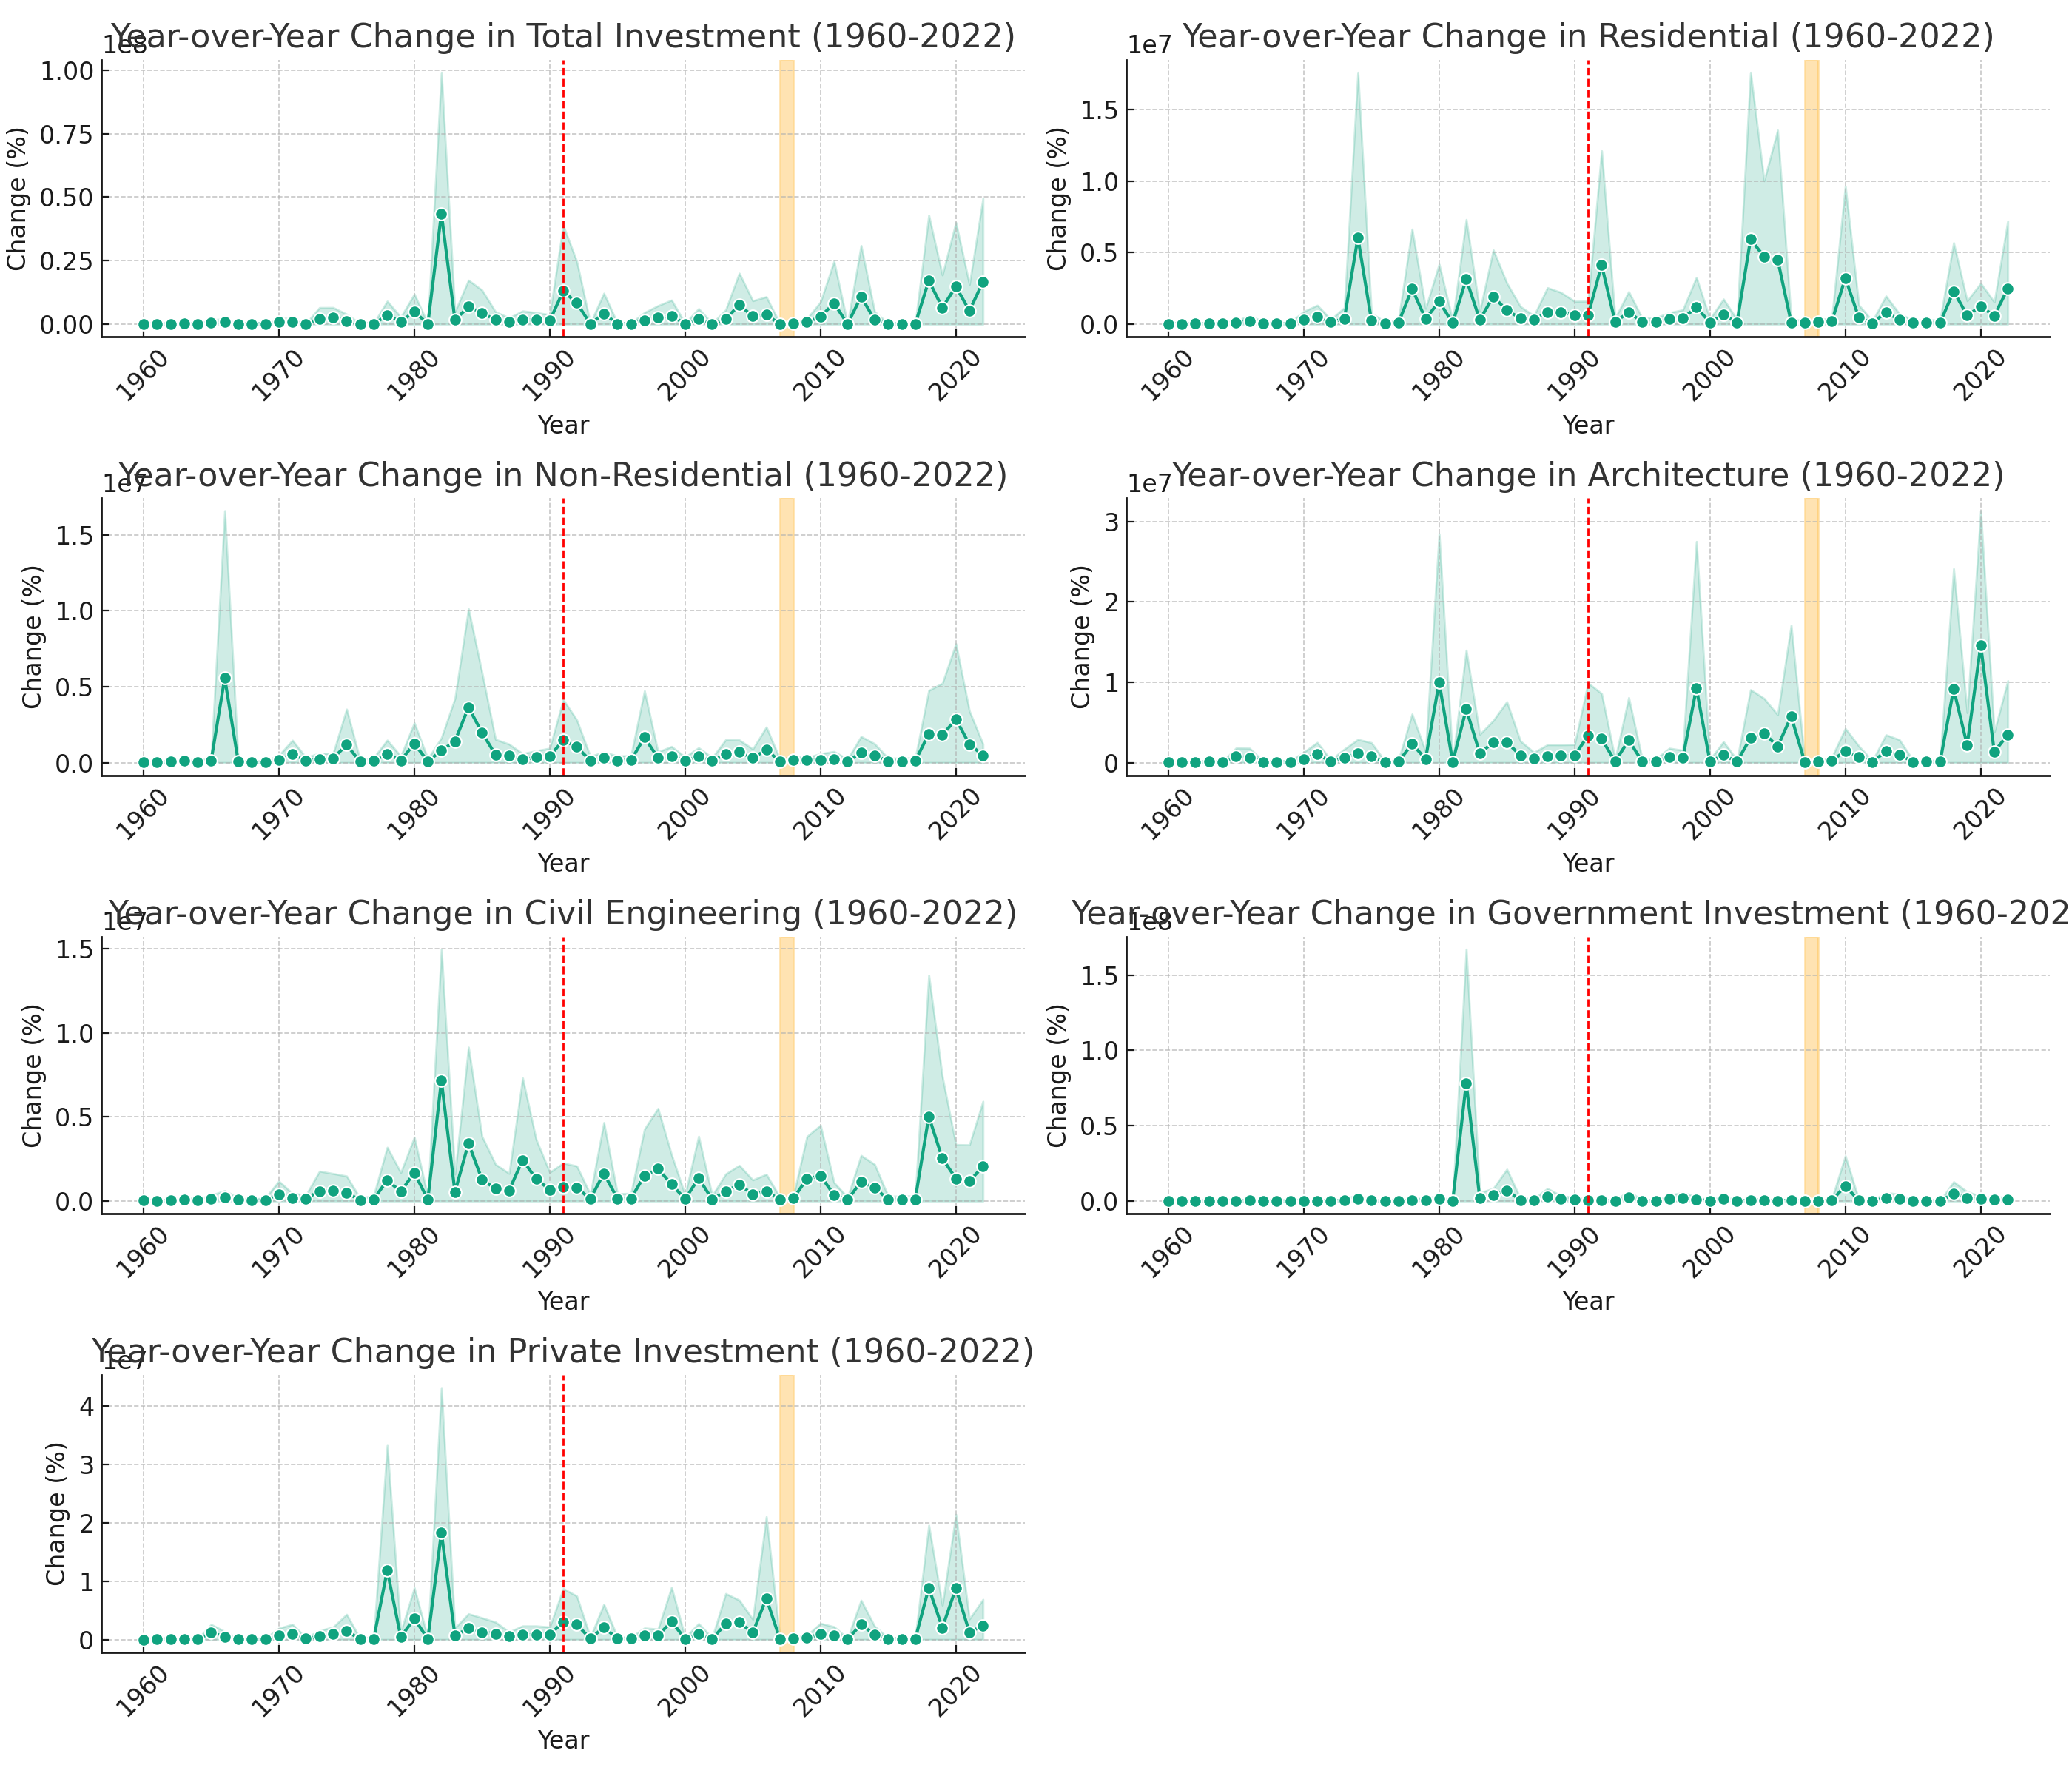 Year-over-Year Change in Total Investment (1960-2022)
1e8
Change (%)
1.00
0.75
0.50
0.25
0.00
1960 1970 1980 1990 2000 2010 2020
Year
Year-over-Year Change in Residential (1960-2022)
1e7
Change (%)
1.5
1.0
0.5
0.0
1960 1970 1980 1990 2000 2010 2020
Year
Year-over-Year Change in Non-Residential (1960-2022)
1e7
Change (%)
1.5
1.0
0.5
0.0
1960 1970 1980 1990 2000 2010 2020
Year
Year-over-Year Change in Architecture (1960-2022)
1e7
Change (%)
3
2
1
0
1960 1970 1980 1990 2000 2010 2020
Year
Year-over-Year Change in Civil Engineering (1960-2022)
1e7
Change (%)
1.5
1.0
0.5
0.0
1960 1970 1980 1990 2000 2010 2020
Year
Year-over-Year Change in Government Investment (1960-202
1e8
Change (%)
1.5
1.0
0.5
0.0
1960 1970 1980 1990 2000 2010 2020
Year
Year-over-Year Change in Private Investment (1960-2022)
1e7
Change (%)
4
3
2
1
0
1960 1970 1980 1990 2000 2010 2020
Year